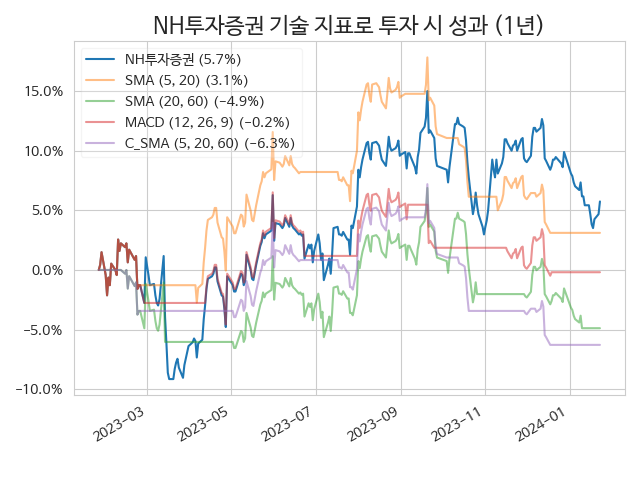 NH투자증권 기술 지표로 투자 시 성과 (1년)
NH투자증권 (5.7%)
SMA (5, 20) (3.1%)
SMA (20, 60) (−4.9%)
MACD (12, 26, 9) (−0.2%)
C_SMA (5, 20, 60) (−6.3%)
15.0%
10.0%
5.0%
0.0%
−5.0%
−10.0%
2023-03
2023-05
2023-07
2023-09
2023-11
2024-01